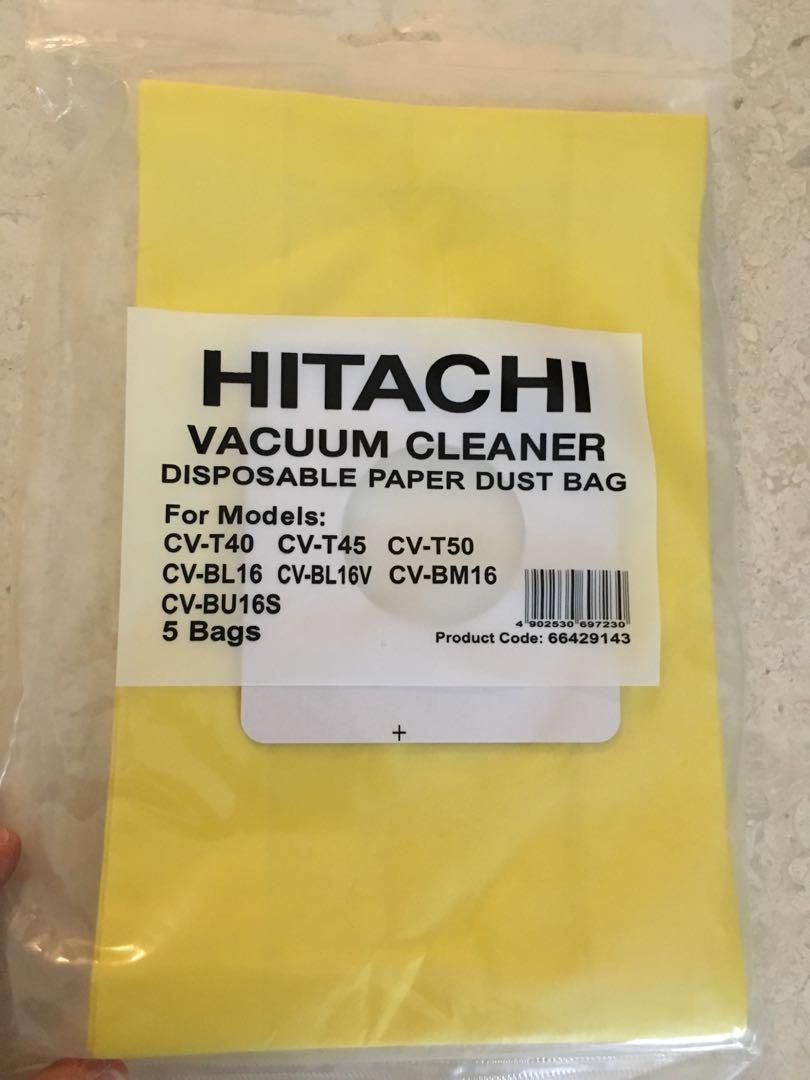 HITACHI
VACUUM CLEANER
DISPOSABLE PAPER DUST BAG
For Models:
CV-T40 CV-T45 CV-T50
CV-BL16 CV-BL16V CV-BM16
CV-BU16S
5 Bags
4 902530 697230
Product Code: 66429143
+